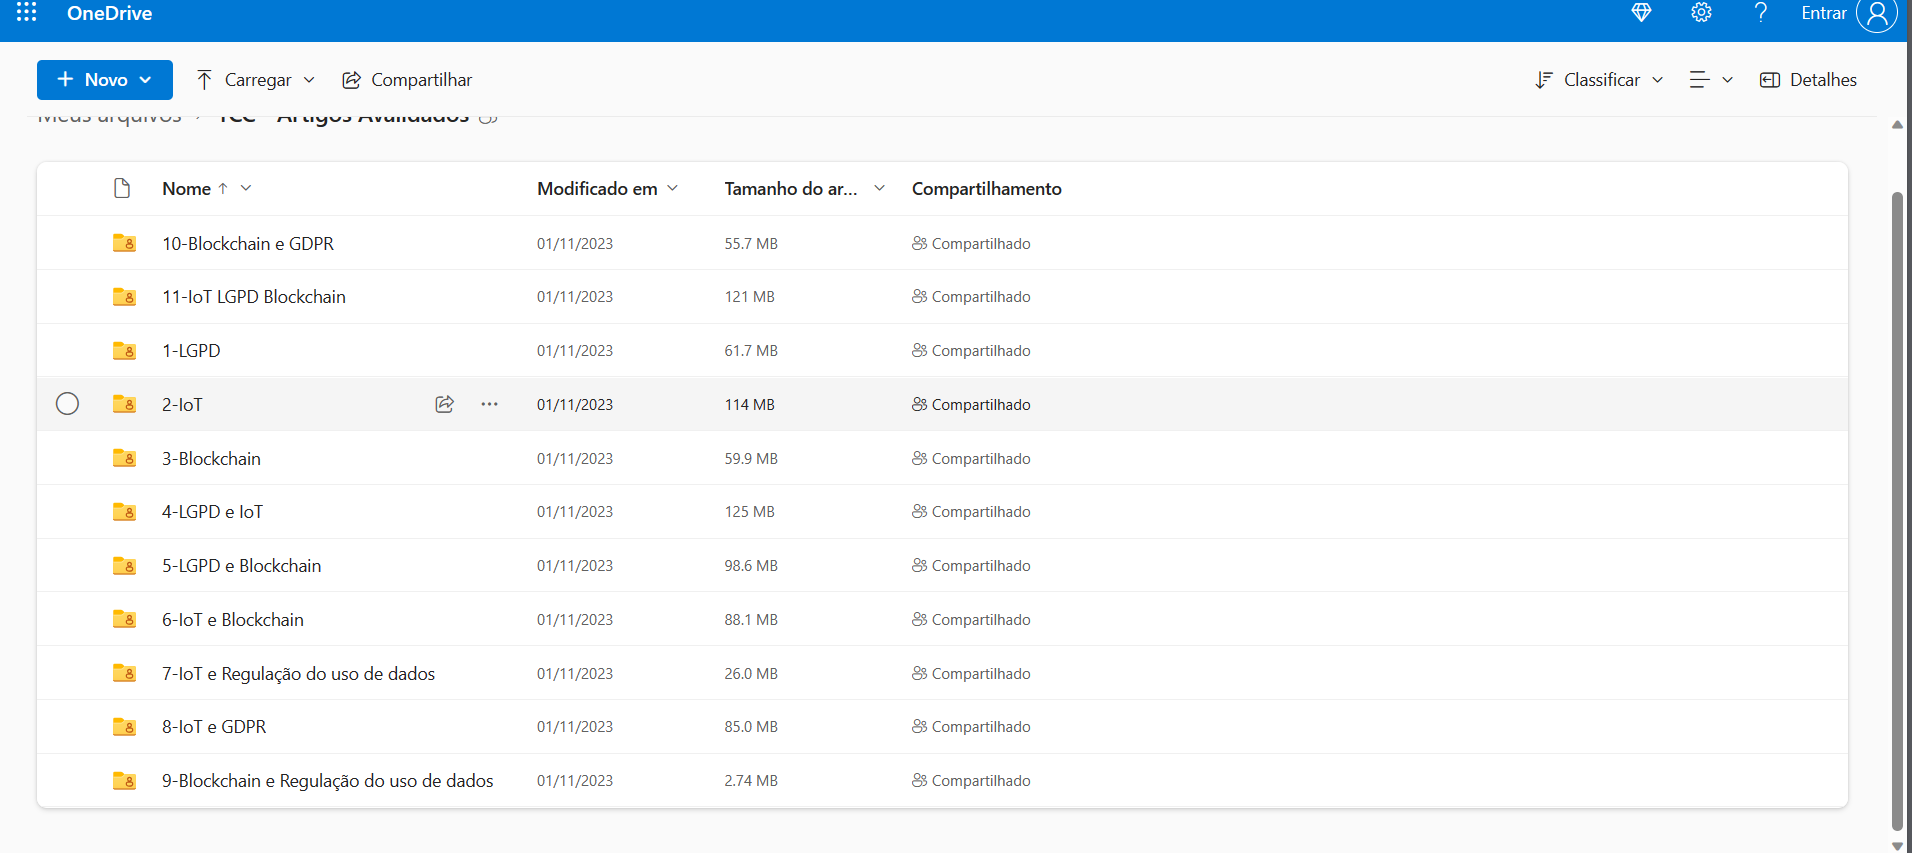 OneDrive
Entrar
Novo
Carregar
Compartilhar
Classificar
Detalhes
Meus arquivos › TCC - Artigos Avalidados
Nome
Modificado em
Tamanho do ar...
Compartilhamento
10-Blockchain e GDPR 01/11/2023 55.7 MB Compartilhado
11-IoT LGPD Blockchain 01/11/2023 121 MB Compartilhado
1-LGPD 01/11/2023 61.7 MB Compartilhado
2-IoT 01/11/2023 114 MB Compartilhado
3-Blockchain 01/11/2023 59.9 MB Compartilhado
4-LGPD e IoT 01/11/2023 125 MB Compartilhado
5-LGPD e Blockchain 01/11/2023 98.6 MB Compartilhado
6-IoT e Blockchain 01/11/2023 88.1 MB Compartilhado
7-IoT e Regulação do uso de dados 01/11/2023 26.0 MB Compartilhado
8-IoT e GDPR 01/11/2023 85.0 MB Compartilhado
9-Blockchain e Regulação do uso de dados 01/11/2023 2.74 MB Compartilhado